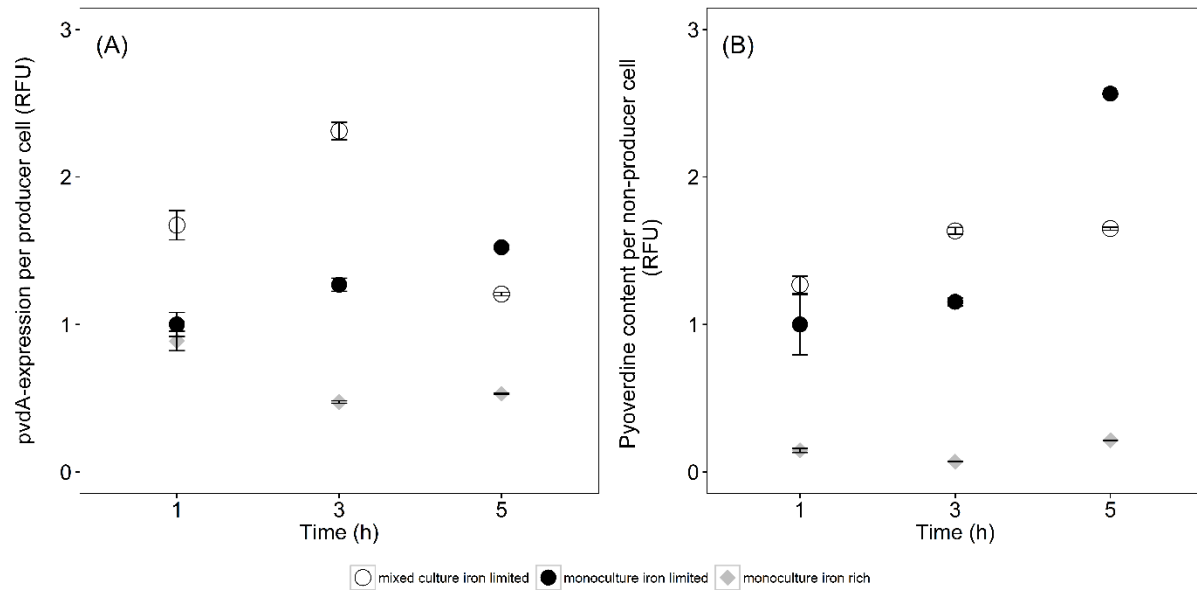 (A)
pvdA-expression per producer cell (RFU)
3
2
1
0
1 3 5
Time (h)
(B)
Pyoverdine content per non-producer cell
(RFU)
3
2
1
0
1 3 5
Time (h)
mixed culture iron limited monoculture iron limited monoculture iron rich